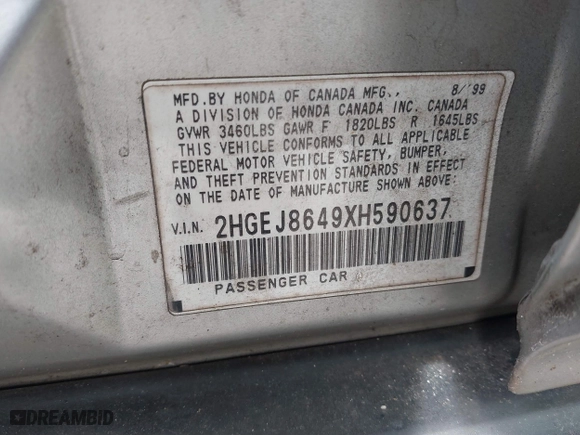 MFD.BY HONDA OF CANADA MFG., 8/'99
A DIVISION OF HONDA CANADA INC. CANADA
GVWR 3460LBS GAWR F 1820LBS R 1645LBS
THIS VEHICLE CONFORMS TO ALL APPLICABLE
FEDERAL MOTOR VEHICLE SAFETY, BUMPER,
AND THEFT PREVENTION STANDARDS IN EFFECT
ON THE DATE OF MANUFACTURE SHOWN ABOVE:
V.I.N. 2HGEJ8649XH590637
PASSENGER CAR
DREAMBID